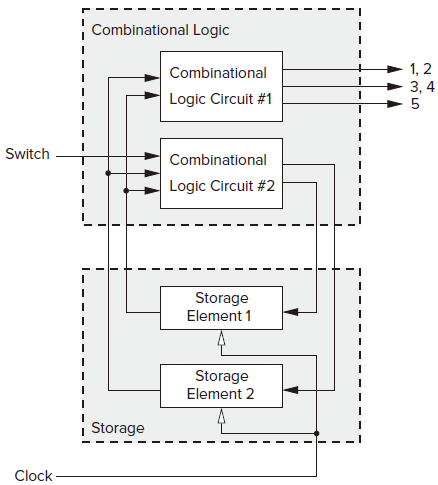 Combinational Logic
Combinational
Logic Circuit #1
1, 2
3, 4
5
Switch
Combinational
Logic Circuit #2
Storage
Element 1
Storage
Element 2
Storage
Clock